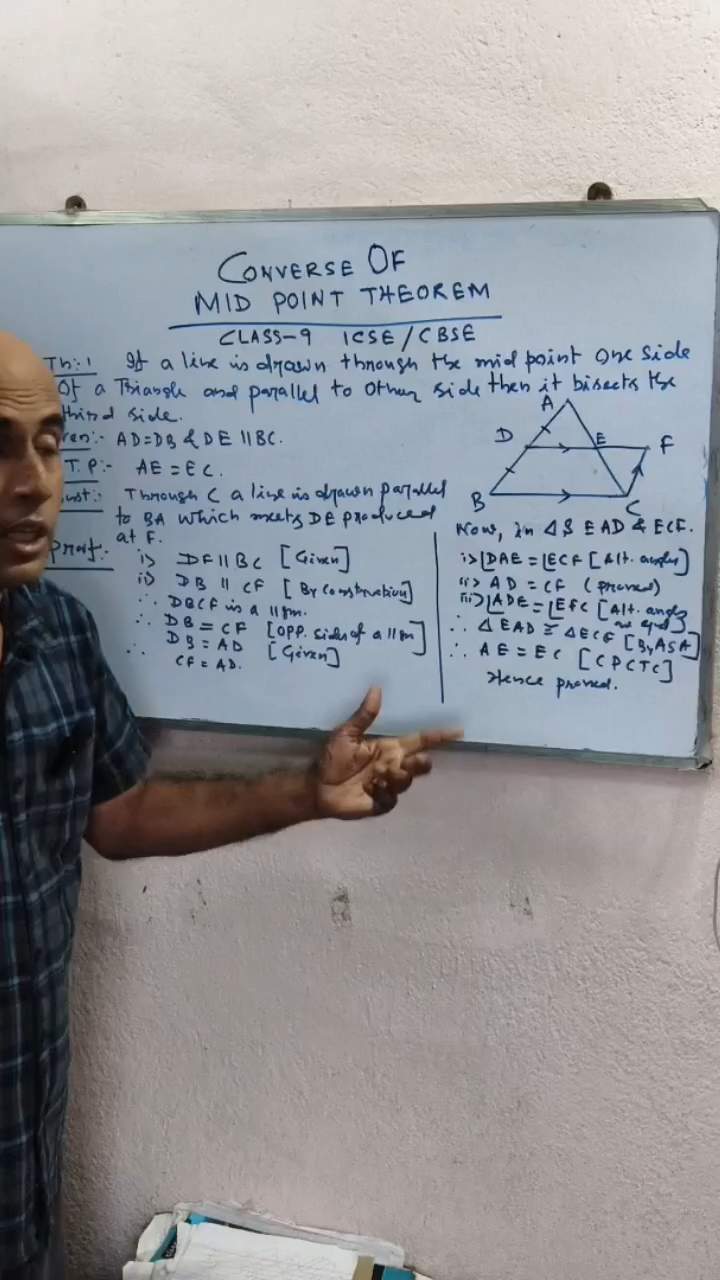 CONVERSE OF
MID POINT THEOREM
CLASS-9 ICSE/CBSE
Th:1 If a line is drawn through the mid point one side
Of a Triangle and parallel to other side then it bisects the
third side.
ven:- AD=DB & DE ∥ BC.
T.P:- AE = EC.
nst:- Through C a line is drawn parallel
to BA which meets DE produced
at F.
Proof:-
i> DF ∥ BC [Given]
ii) DB ∥ CF [By Construction]
∴ DBCF is a ∥gm.
∴ DB = CF [OPP. sides of a ∥gm]
DB = AD [Given]
∴ CF = AD.
A
D
E
F
B
C
Now, in ΔS EAD & ECF.
i>∠DAE = ∠ECF [Alt. angles]
ii> AD = CF (proved)
iii>∠ADE = ∠EFC [Alt. angles
∴ Δ EAD ≅ ΔECF [By ASA]
∴ AE = EC [CPCTC]
Hence proved.